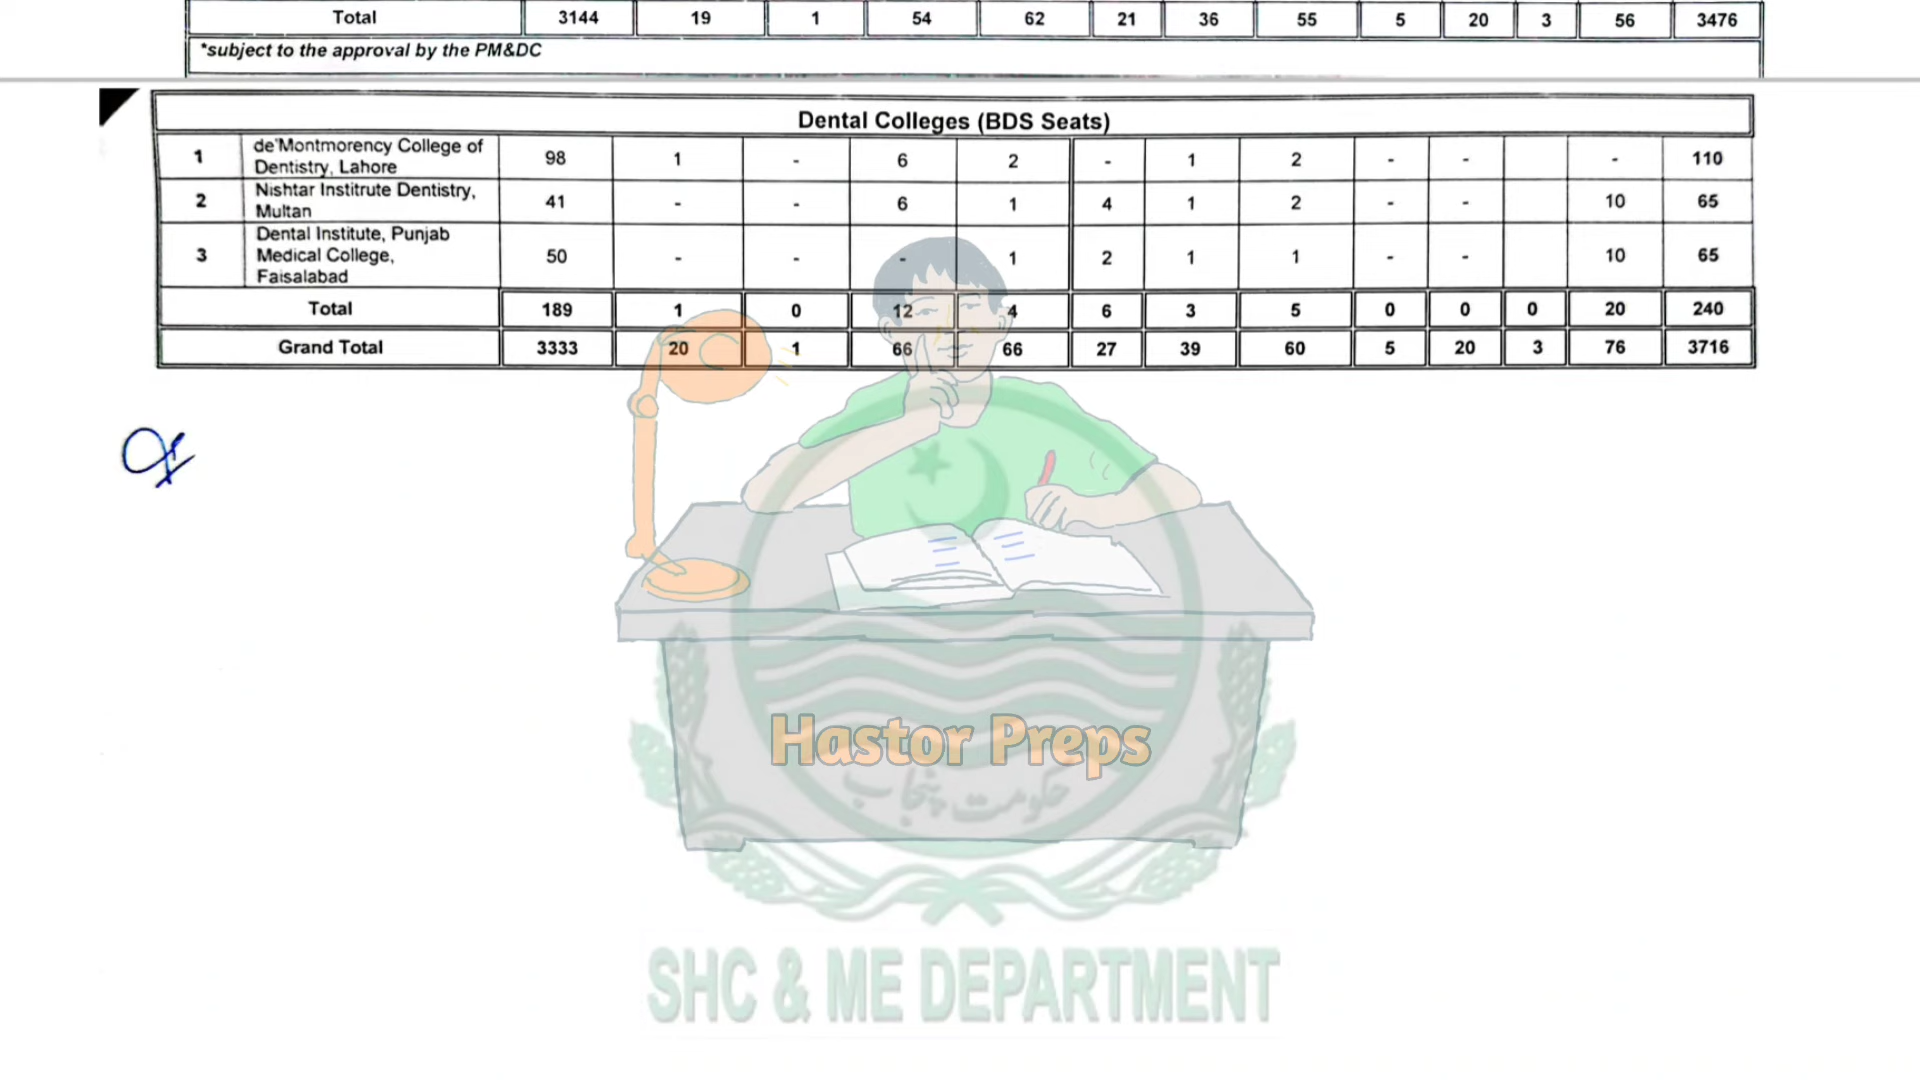 Total 3144 19 1 54 62 21 36 55 5 20 3 56 3476
*subject to the approval by the PM&DC
Dental Colleges (BDS Seats)
1 de'Montmorency College of Dentistry, Lahore 98 1 - 6 2 - 1 2 - - - 110
2 Nishtar Institrute Dentistry, Multan 41 - - 6 1 4 1 2 - - 10 65
3 Dental Institute, Punjab Medical College, Faisalabad 50 - - - 1 2 1 1 - - 10 65
Total 189 1 0 12 4 6 3 5 0 0 0 20 240
Grand Total 3333 20 1 66 66 27 39 60 5 20 3 76 3716
Hastor Preps
حکومت پنجاب
SHC & ME DEPARTMENT